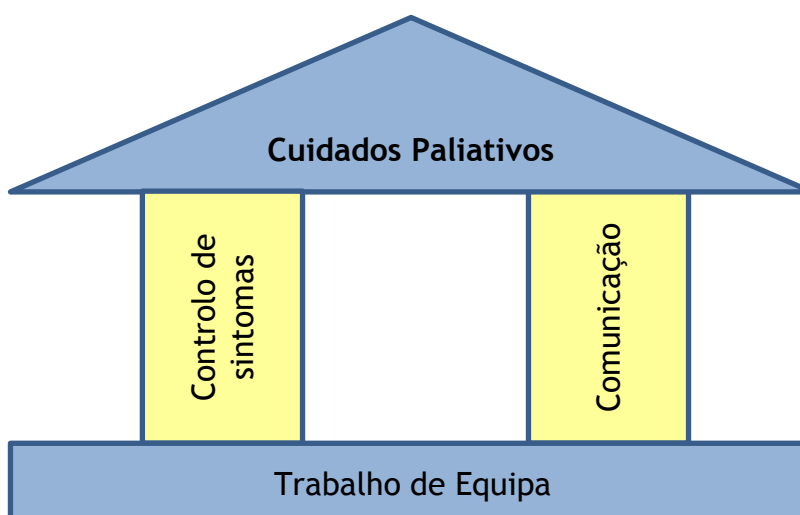 Cuidados Paliativos
Controlo de
sintomas
Comunicação
Trabalho de Equipa